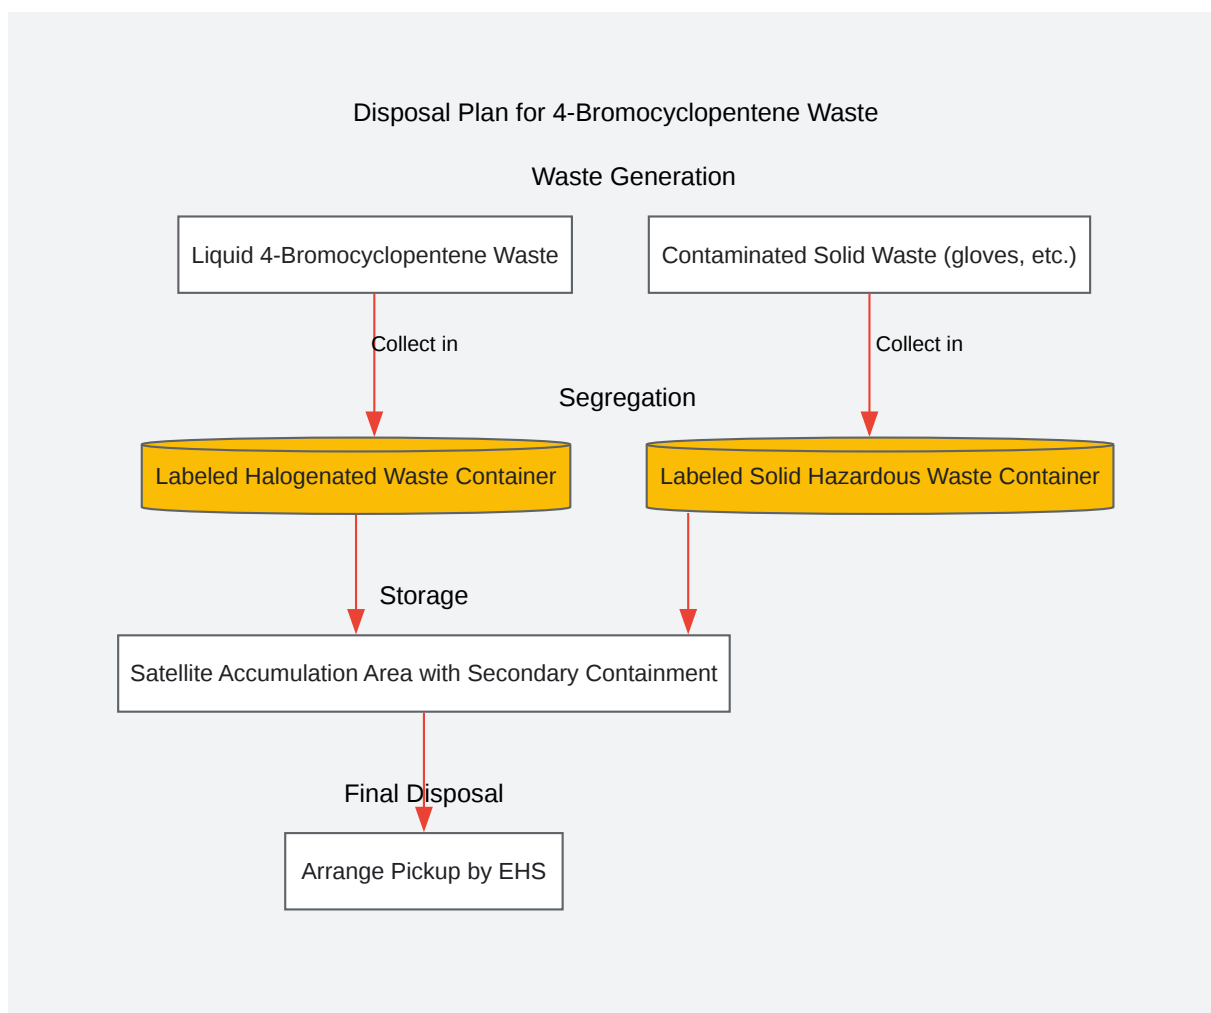 Disposal Plan for 4-Bromocyclopentene Waste
Waste Generation
Liquid 4-Bromocyclopentene Waste
Contaminated Solid Waste (gloves, etc.)
Collect in
Collect in
Segregation
Labeled Halogenated Waste Container
Labeled Solid Hazardous Waste Container
Storage
Satellite Accumulation Area with Secondary Containment
Final Disposal
Arrange Pickup by EHS